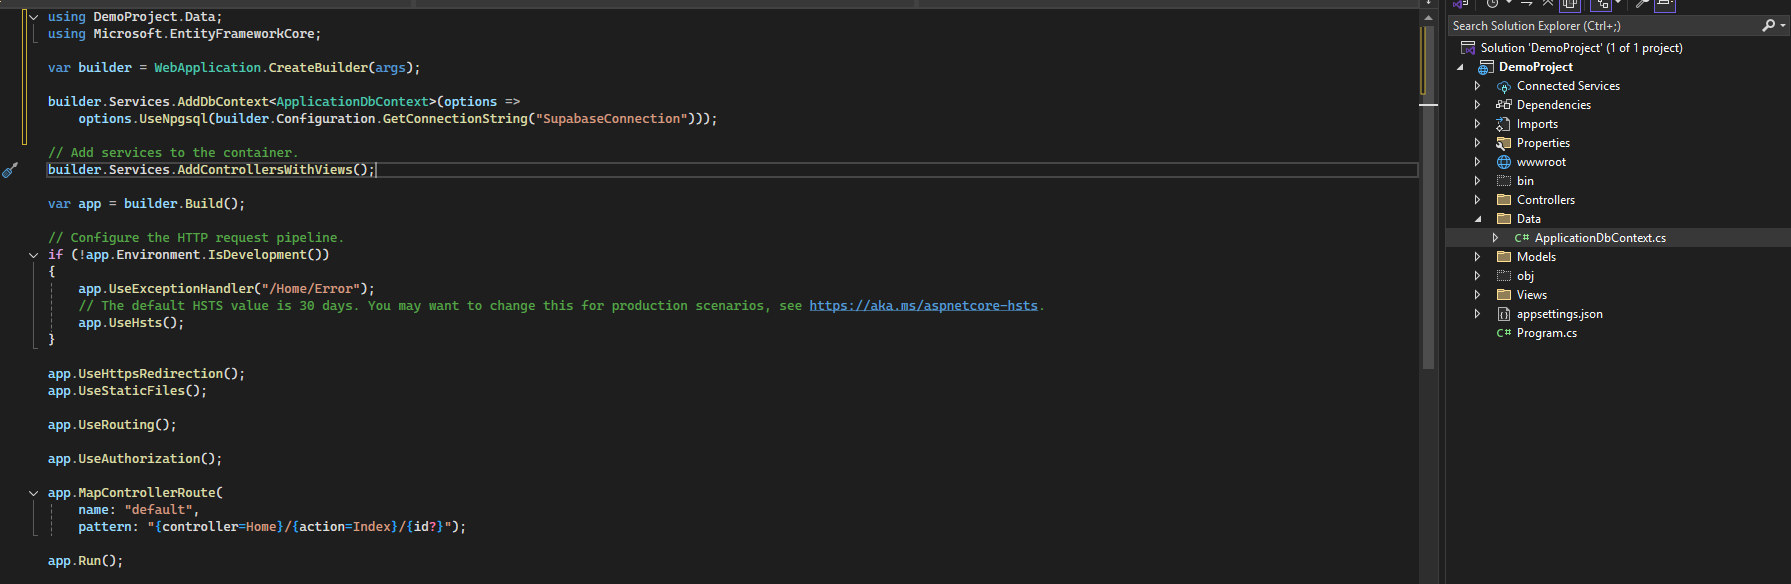 using DemoProject.Data;
using Microsoft.EntityFrameworkCore;
var builder = WebApplication.CreateBuilder(args);
builder.Services.AddDbContext<ApplicationDbContext>(options =>
options.UseNpgsql(builder.Configuration.GetConnectionString("SupabaseConnection")));
// Add services to the container.
builder.Services.AddControllersWithViews();
var app = builder.Build();
// Configure the HTTP request pipeline.
if (!app.Environment.IsDevelopment())
{
app.UseExceptionHandler("/Home/Error");
// The default HSTS value is 30 days. You may want to change this for production scenarios, see https://aka.ms/aspnetcore-hsts.
app.UseHsts();
}
app.UseHttpsRedirection();
app.UseStaticFiles();
app.UseRouting();
app.UseAuthorization();
app.MapControllerRoute(
name: "default",
pattern: "{controller=Home}/{action=Index}/{id?}");
app.Run();
Search Solution Explorer (Ctrl+;)
Solution 'DemoProject' (1 of 1 project)
DemoProject
Connected Services
Dependencies
Imports
Properties
wwwroot
bin
Controllers
Data
C# ApplicationDbContext.cs
Models
obj
Views
appsettings.json
C# Program.cs